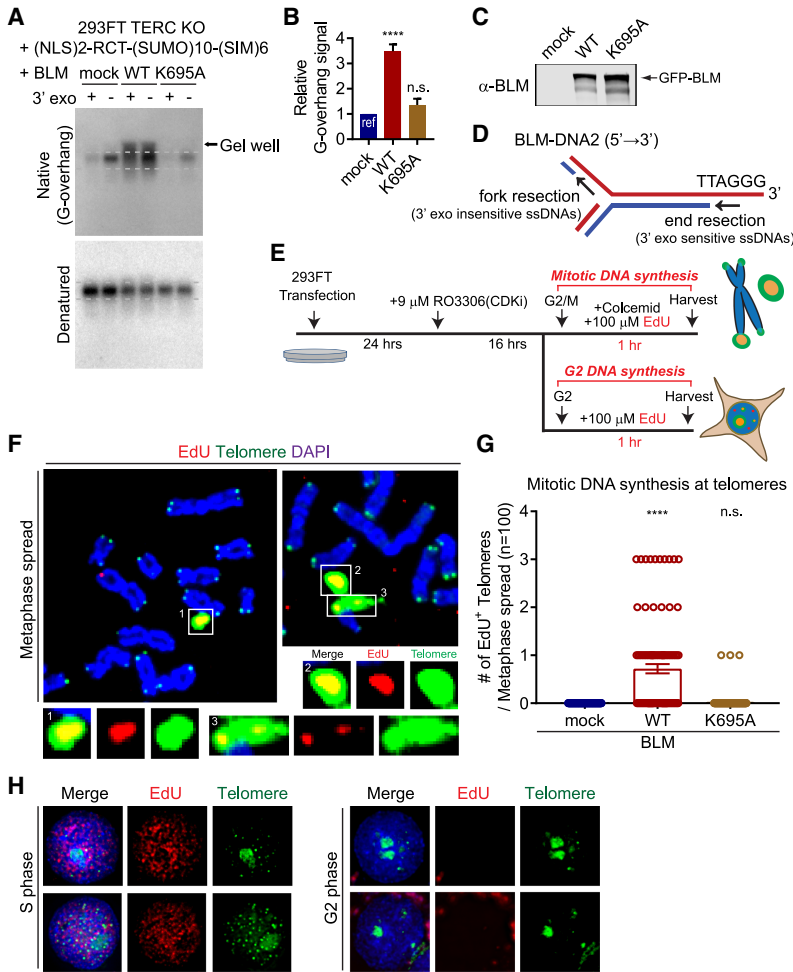 A
293FT TERC KO
+ (NLS)2-RCT-(SUMO)10-(SIM)6
+ BLM mock WT K695A
3' exo + - + - + -
Native
(G-overhang)
Gel well
Denatured
B
Relative
G-overhang signal
4
3
2
1
0
****
n.s.
ref
mock
WT
K695A
C
mock
WT
K695A
α-BLM
GFP-BLM
D
BLM-DNA2 (5'→3')
TTAGGG
3'
fork resection
(3' exo insensitive ssDNAs)
end resection
(3' exo sensitive ssDNAs)
E
293FT
Transfection
+9 μM RO3306(CDKi)
24 hrs
16 hrs
Mitotic DNA synthesis
G2/M
+Colcemid
+100 μM EdU
Harvest
1 hr
G2 DNA synthesis
G2
Harvest
+100 μM EdU
1 hr
F
EdU Telomere DAPI
Metaphase spread
1
2
3
Merge EdU Telomere
2
1
3
G
Mitotic DNA synthesis at telomeres
# of EdU+ Telomeres
/ Metaphase spread (n=100)
4
3
2
1
0
****
n.s.
mock WT K695A
BLM
H
Merge EdU Telomere
S phase
Merge EdU Telomere
G2 phase